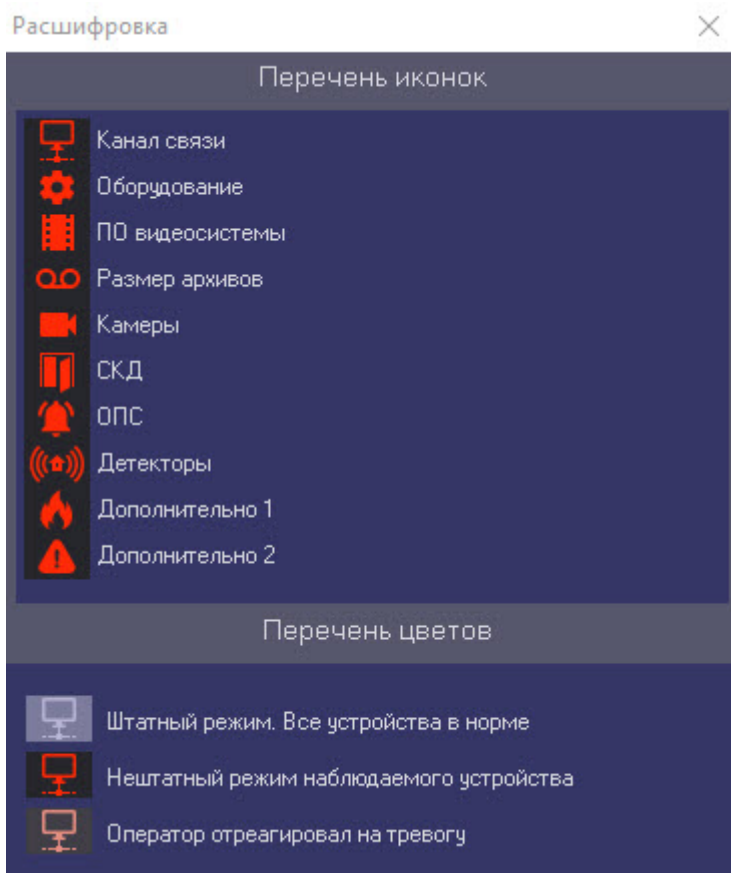 Расшифровка
Перечень иконок
Канал связи
Оборудование
ПО видеосистемы
Размер архивов
Камеры
СКД
ОПС
Детекторы
Дополнительно 1
Дополнительно 2
Перечень цветов
Штатный режим. Все устройства в норме
Нештатный режим наблюдаемого устройства
Оператор отреагировал на тревогу